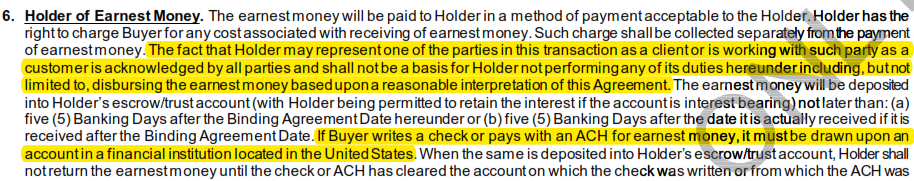 6. Holder of Earnest Money. The earnest money will be paid to Holder in a method of payment acceptable to the Holder. Holder has the
right to charge Buyer for any cost associated with receiving of earnest money. Such charge shall be collected separately from the payment
of earnest money. The fact that Holder may represent one of the parties in this transaction as a client or is working with such party as a
customer is acknowledged by all parties and shall not be a basis for Holder not performing any of its duties hereunder including, but not
limited to, disbursing the earnest money based upon a reasonable interpretation of this Agreement. The earnest money will be deposited
into Holder's escrow/trust account (with Holder being permitted to retain the interest if the account is interest bearing) not later than: (a)
five (5) Banking Days after the Binding Agreement Date hereunder or (b) five (5) Banking Days after the date it is actually received if it is
received after the Binding Agreement Date. If Buyer writes a check or pays with an ACH for earnest money, it must be drawn upon an
account in a financial institution located in the United States. When the same is deposited into Holder's escrow/trust account, Holder shall
not return the earnest money until the check or ACH has cleared the account on which the check was written or from which the ACH was